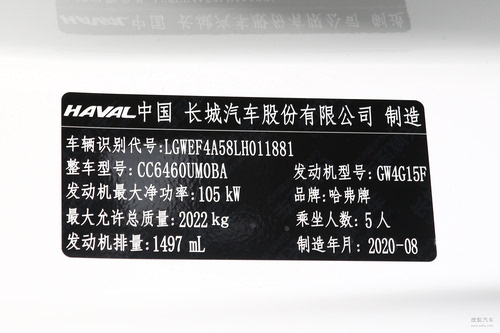 HAVAL中国 长城汽车股份有限公司 制造
车辆识别代号:LGWEF4A58LH011881
整车型号:CC6460UM0BA 发动机型号:GW4G15F
发动机最大净功率:105 kW 品牌:哈弗牌
最大允许总质量:2022 kg 乘坐人数:5 人
发动机排量:1497 mL 制造年月:2020-08
搜狐汽车